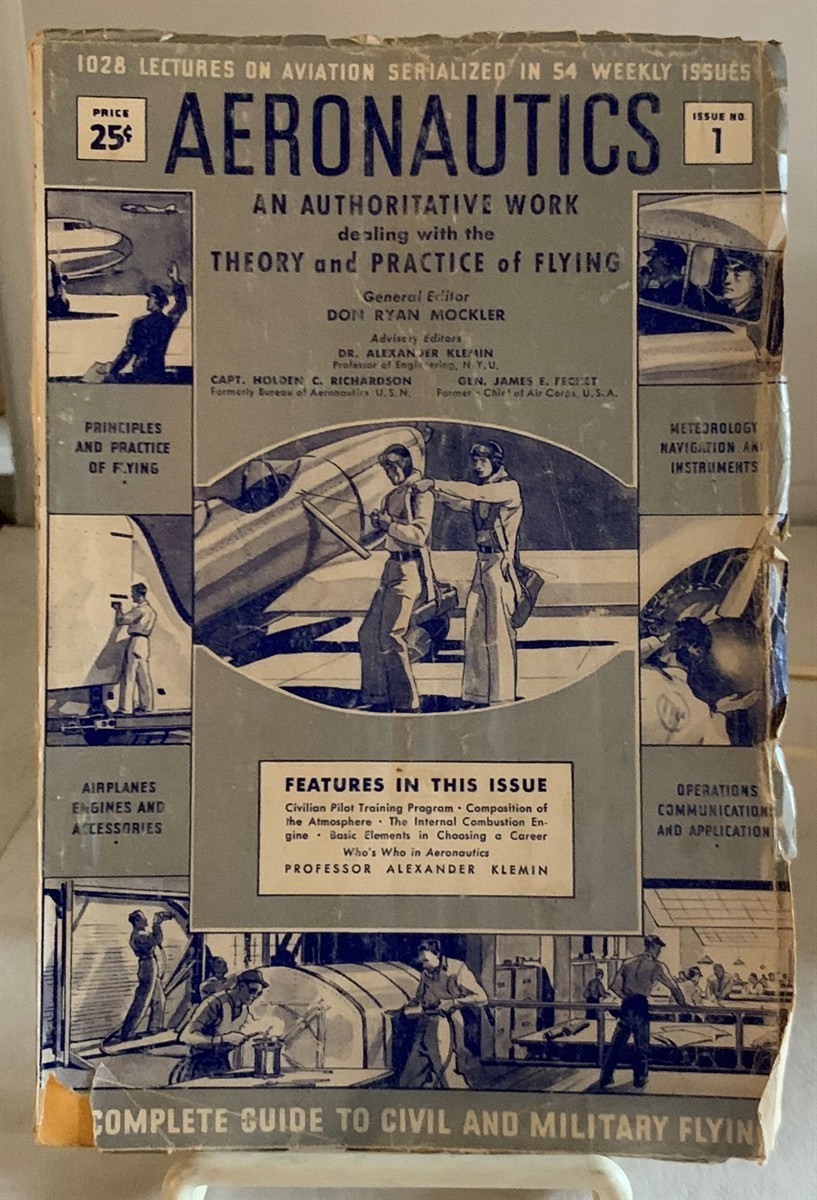 1028 LECTURES ON AVIATION SERIALIZED IN 54 WEEKLY ISSUES
PRICE
25¢
AERONAUTICS
ISSUE NO.
1
AN AUTHORITATIVE WORK
dealing with the
THEORY and PRACTICE of FLYING
General Editor
DON RYAN MOCKLER
Advisory Editors
DR. ALEXANDER KLEMIN
Professor of Engineering, N.Y.U.
CAPT. HOLDEN C. RICHARDSON
Formerly Bureau of Aeronautics U.S.N.
GEN. JAMES E. FECHET
Former Chief of Air Corps, U.S.A.
PRINCIPLES
AND PRACTICE
OF FLYING
METEOROLOGY
NAVIGATION AN
INSTRUMENTS
AIRPLANES
ENGINES AND
ACCESSORIES
OPERATIONS
COMMUNICATION
AND APPLICATION
FEATURES IN THIS ISSUE
Civilian Pilot Training Program • Composition of
the Atmosphere • The Internal Combustion En-
gine • Basic Elements in Choosing a Career
Who's Who in Aeronautics
PROFESSOR ALEXANDER KLEMIN
COMPLETE GUIDE TO CIVIL AND MILITARY FLYIN